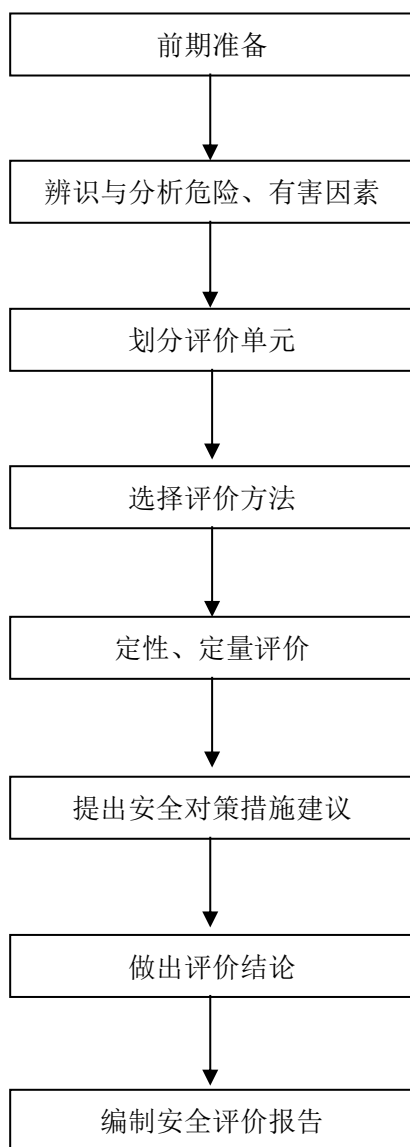 前期准备
辨识与分析危险、有害因素
划分评价单元
选择评价方法
定性、定量评价
提出安全对策措施建议
做出评价结论
编制安全评价报告